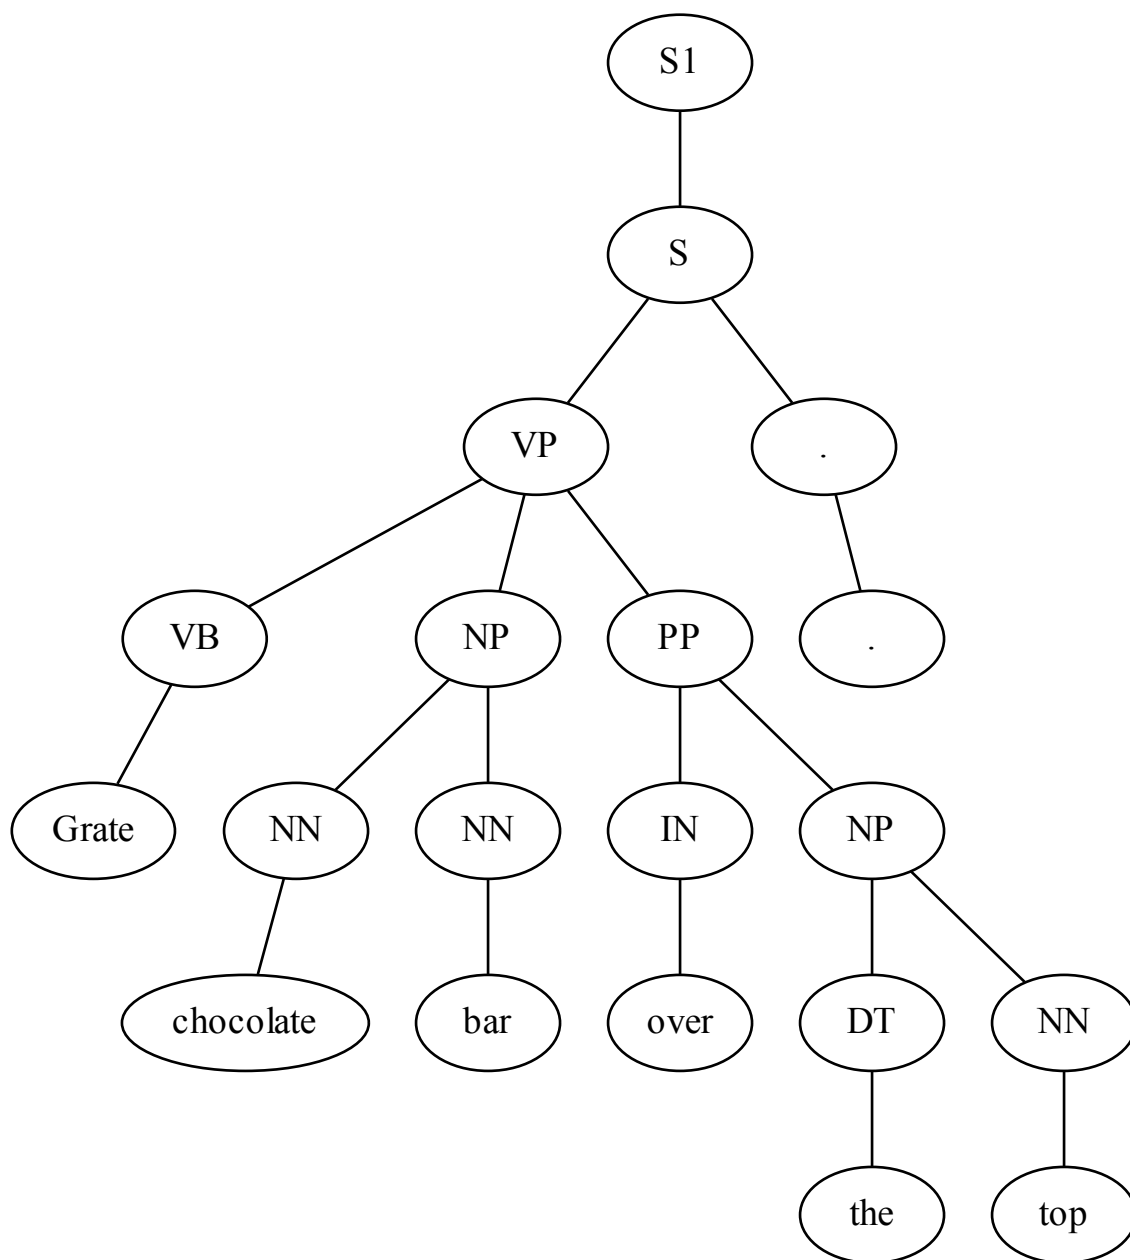 S1
S
VP .
VB NP PP .
Grate NN NN IN NP
chocolate bar over DT NN
the top